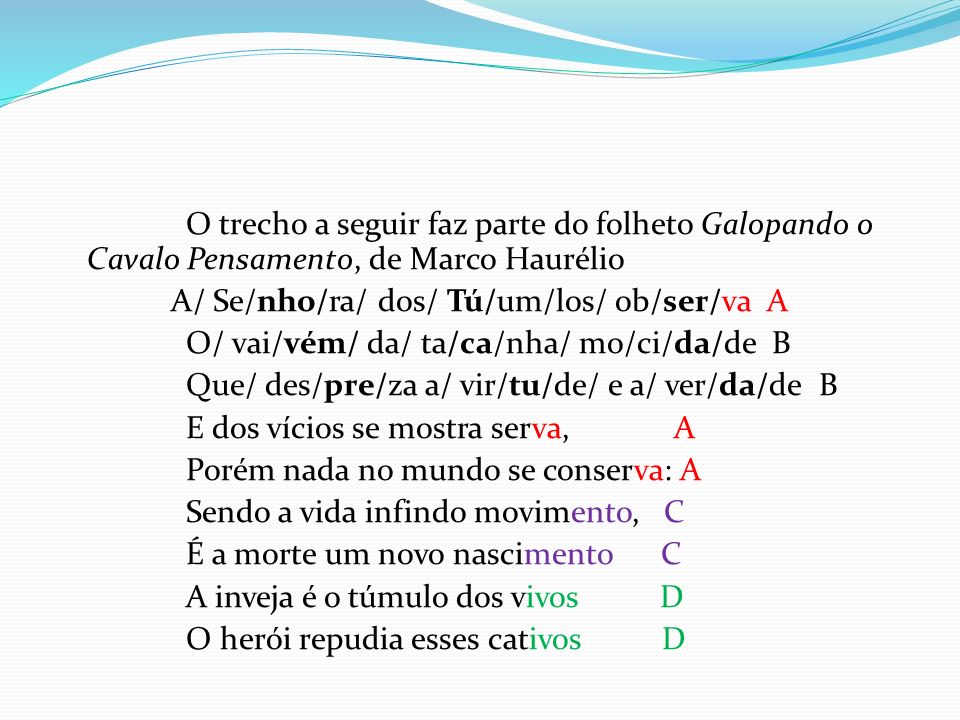 O trecho a seguir faz parte do folheto Galopando o
Cavalo Pensamento, de Marco Haurélio
A/ Se/nho/ra/ dos/ Tú/um/los/ ob/ser/va A
O/ vai/vém/ da/ ta/ca/nha/ mo/ci/da/de B
Que/ des/pre/za a/ vir/tu/de/ e a/ ver/da/de B
E dos vícios se mostra serva, A
Porém nada no mundo se conserva: A
Sendo a vida infindo movimento, C
É a morte um novo nascimento C
A inveja é o túmulo dos vivos D
O herói repudia esses cativos D